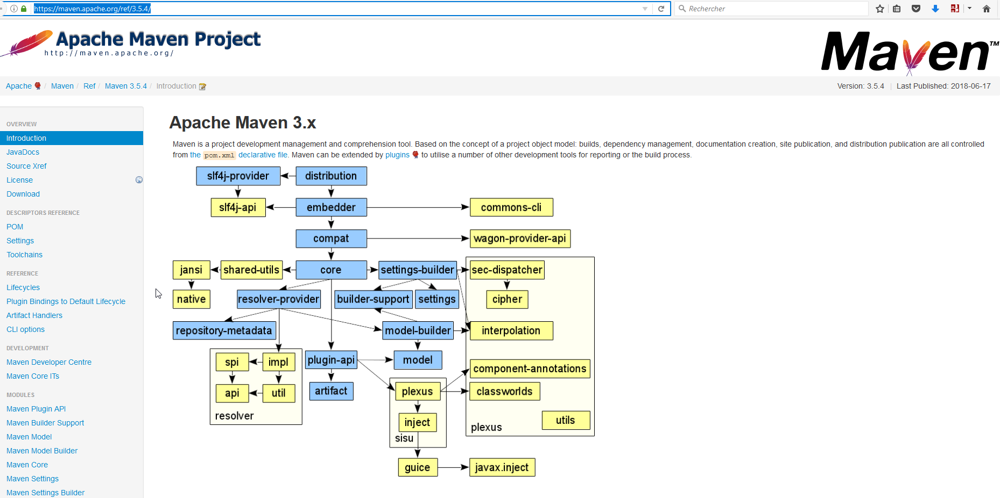 https://maven.apache.org/ref/3.5.4/
Rechercher
Apache Maven Project
http://maven.apache.org/
Maven™
Apache / Maven / Ref / Maven 3.5.4 / Introduction
Version: 3.5.4 | Last Published: 2018-06-17
OVERVIEW
Introduction
JavaDocs
Source Xref
License
Download
DESCRIPTORS REFERENCE
POM
Settings
Toolchains
REFERENCE
Lifecycles
Plugin Bindings to Default Lifecycle
Artifact Handlers
CLI options
DEVELOPMENT
Maven Developer Centre
Maven Core ITs
MODULES
Maven Plugin API
Maven Builder Support
Maven Model
Maven Model Builder
Maven Core
Maven Settings
Maven Settings Builder
Apache Maven 3.x
Maven is a project development management and comprehension tool. Based on the concept of a project object model: builds, dependency management, documentation creation, site publication, and distribution publication are all controlled
from the pom.xml declarative file. Maven can be extended by plugins to utilise a number of other development tools for reporting or the build process.
slf4j-provider
distribution
slf4j-api
embedder
commons-cli
compat
wagon-provider-api
jansi
shared-utils
core
settings-builder
sec-dispatcher
native
resolver-provider
builder-support
settings
cipher
repository-metadata
model-builder
interpolation
spi
impl
plugin-api
model
component-annotations
api
util
artifact
plexus
classworlds
resolver
inject
utils
sisu
plexus
guice
javax.inject